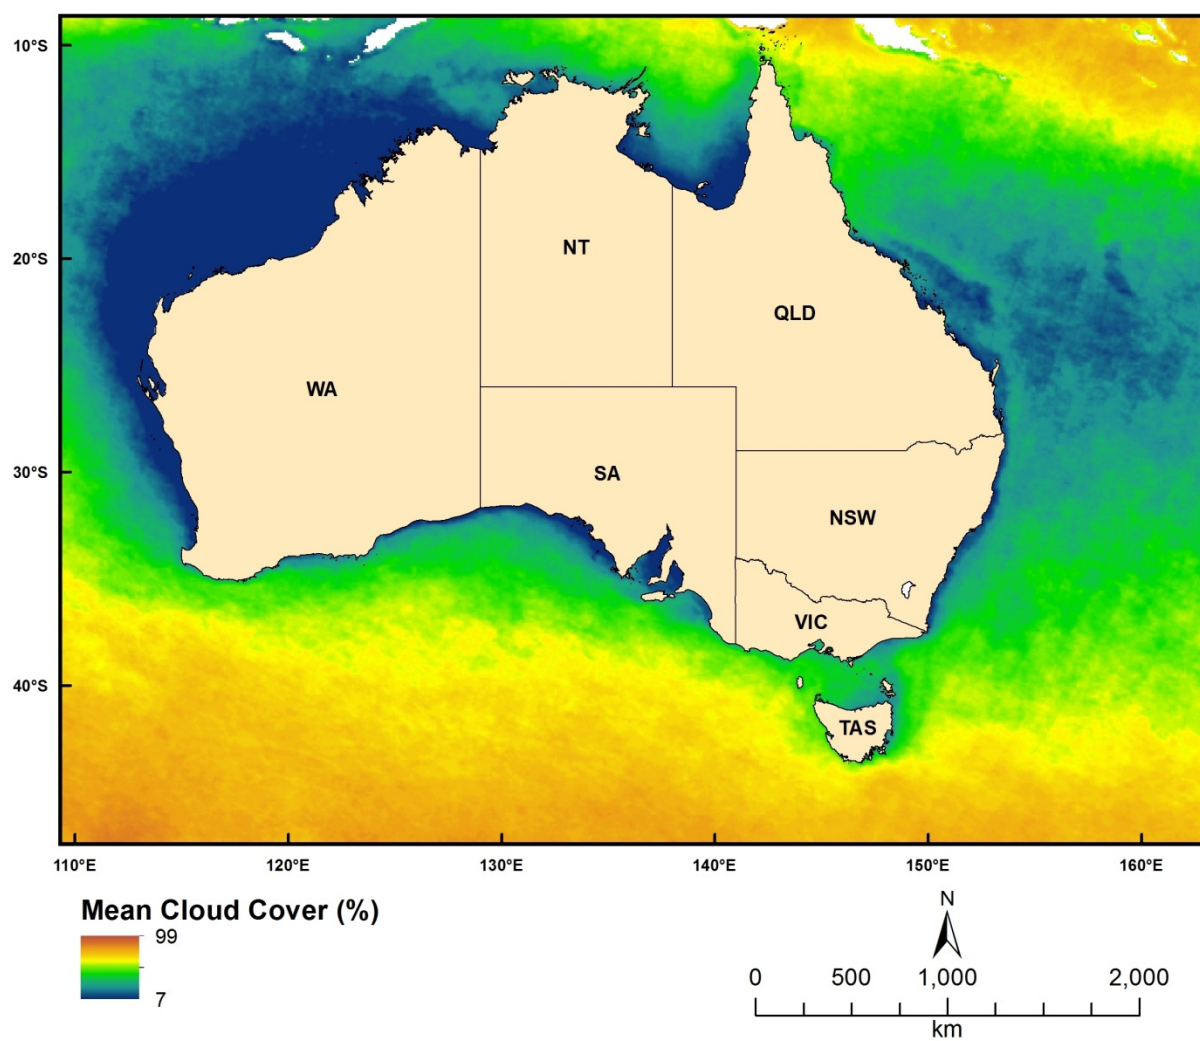 10°S
20°S
30°S
40°S
NT
QLD
WA
SA
NSW
VIC
TAS
110°E 120°E 130°E 140°E 150°E 160°E
Mean Cloud Cover (%)
99
7
N
0 500 1,000 2,000
km